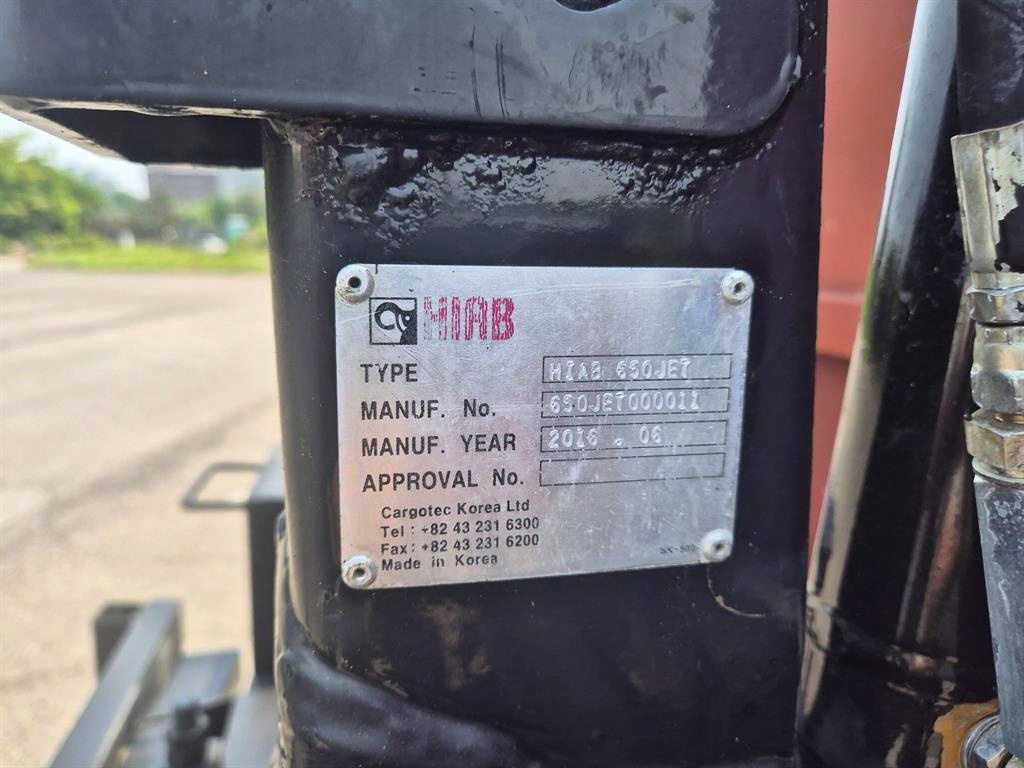 HIAB
TYPE HIAB 650JET
MANUF. No. 650JET000011
MANUF. YEAR 2016 . 06
APPROVAL No.
Cargotec Korea Ltd
Tel : +82 43 231 6300
Fax : +82 43 231 6200
Made in Korea